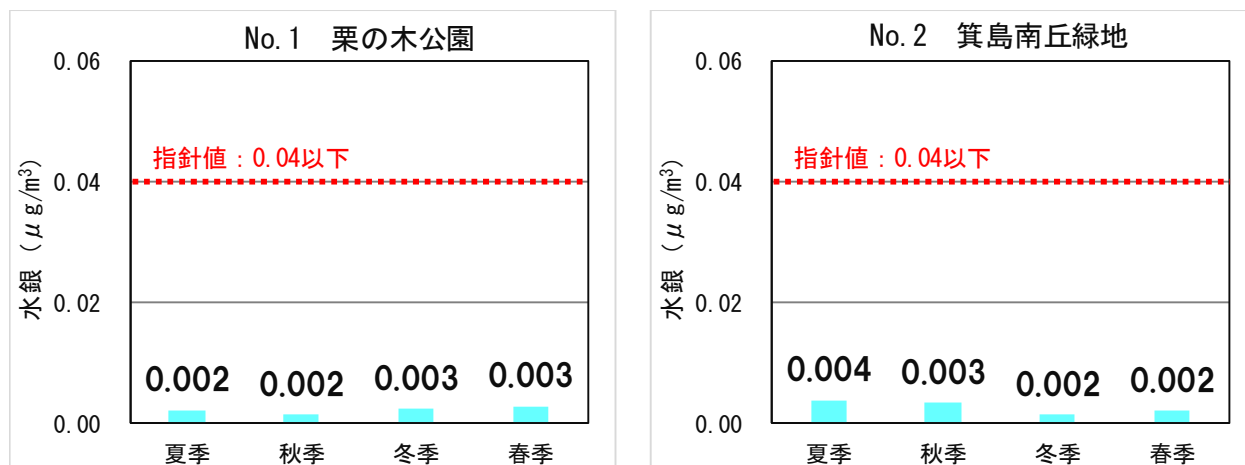 No.1 栗の木公園
水銀（μg/m³）
0.06
0.04
0.02
0.00
指針値：0.04以下
0.002 0.002 0.003 0.003
夏季 秋季 冬季 春季
No.2 箕島南丘緑地
水銀（μg/m³）
0.06
0.04
0.02
0.00
指針値：0.04以下
0.004 0.003 0.002 0.002
夏季 秋季 冬季 春季